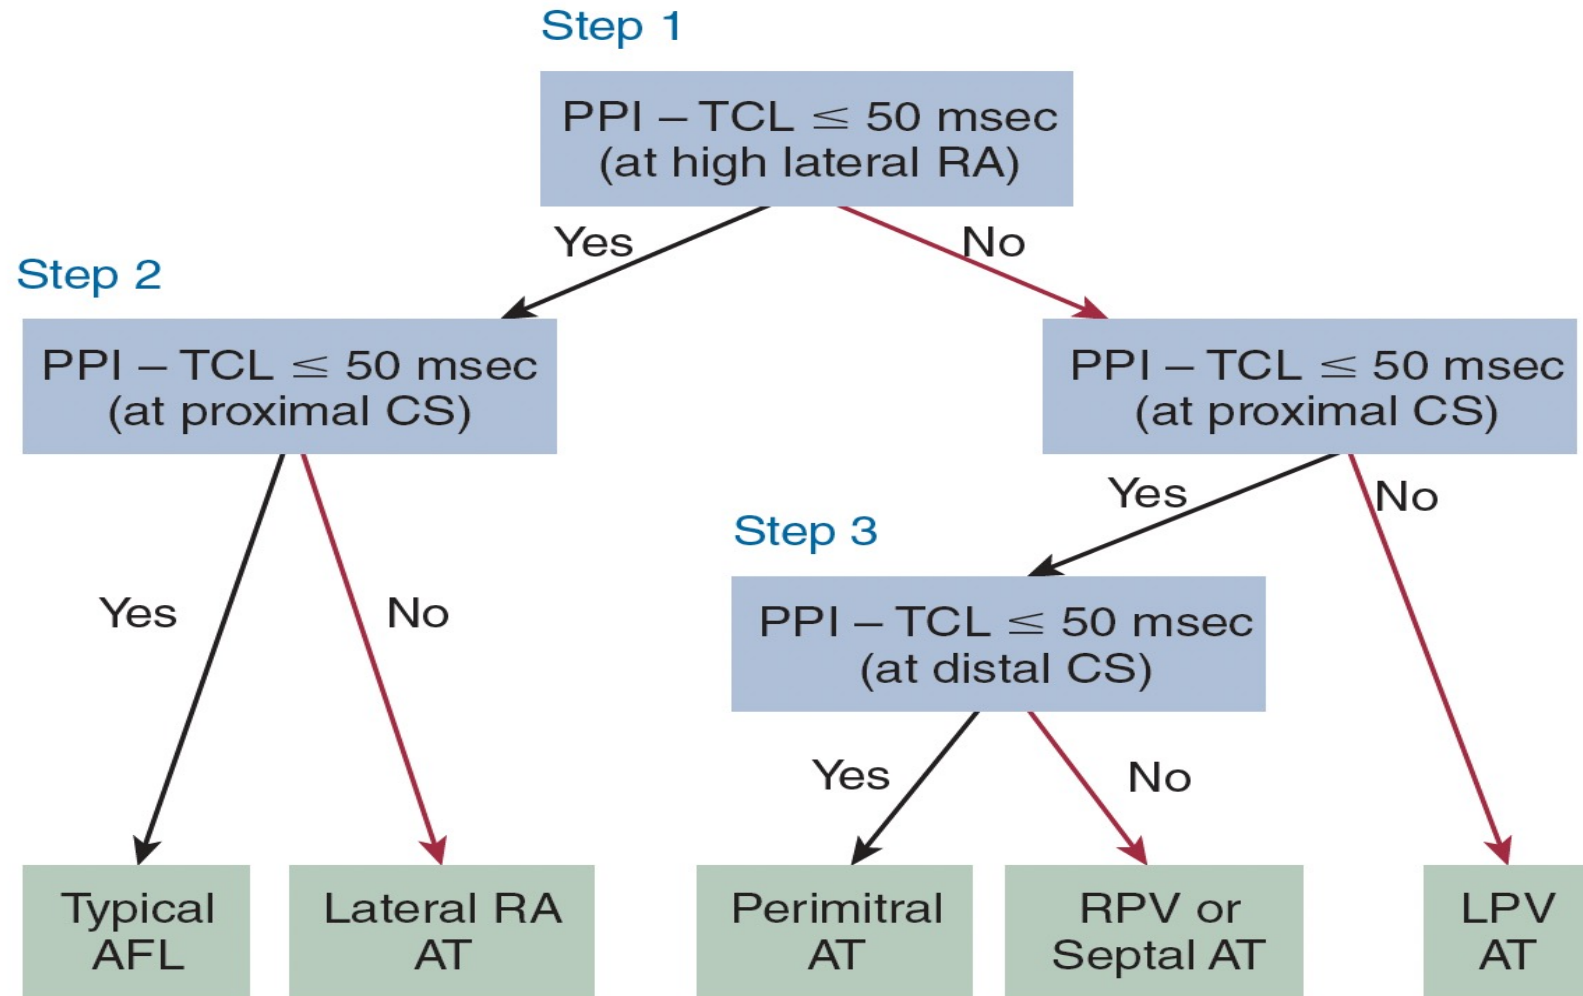 Step 1
PPI – TCL ≤ 50 msec
(at high lateral RA)
Yes
No
Step 2
PPI – TCL ≤ 50 msec
(at proximal CS)
PPI – TCL ≤ 50 msec
(at proximal CS)
Yes
No
Step 3
PPI – TCL ≤ 50 msec
(at distal CS)
Yes
No
Yes
No
Typical
AFL
Lateral RA
AT
Perimitral
AT
RPV or
Septal AT
LPV
AT